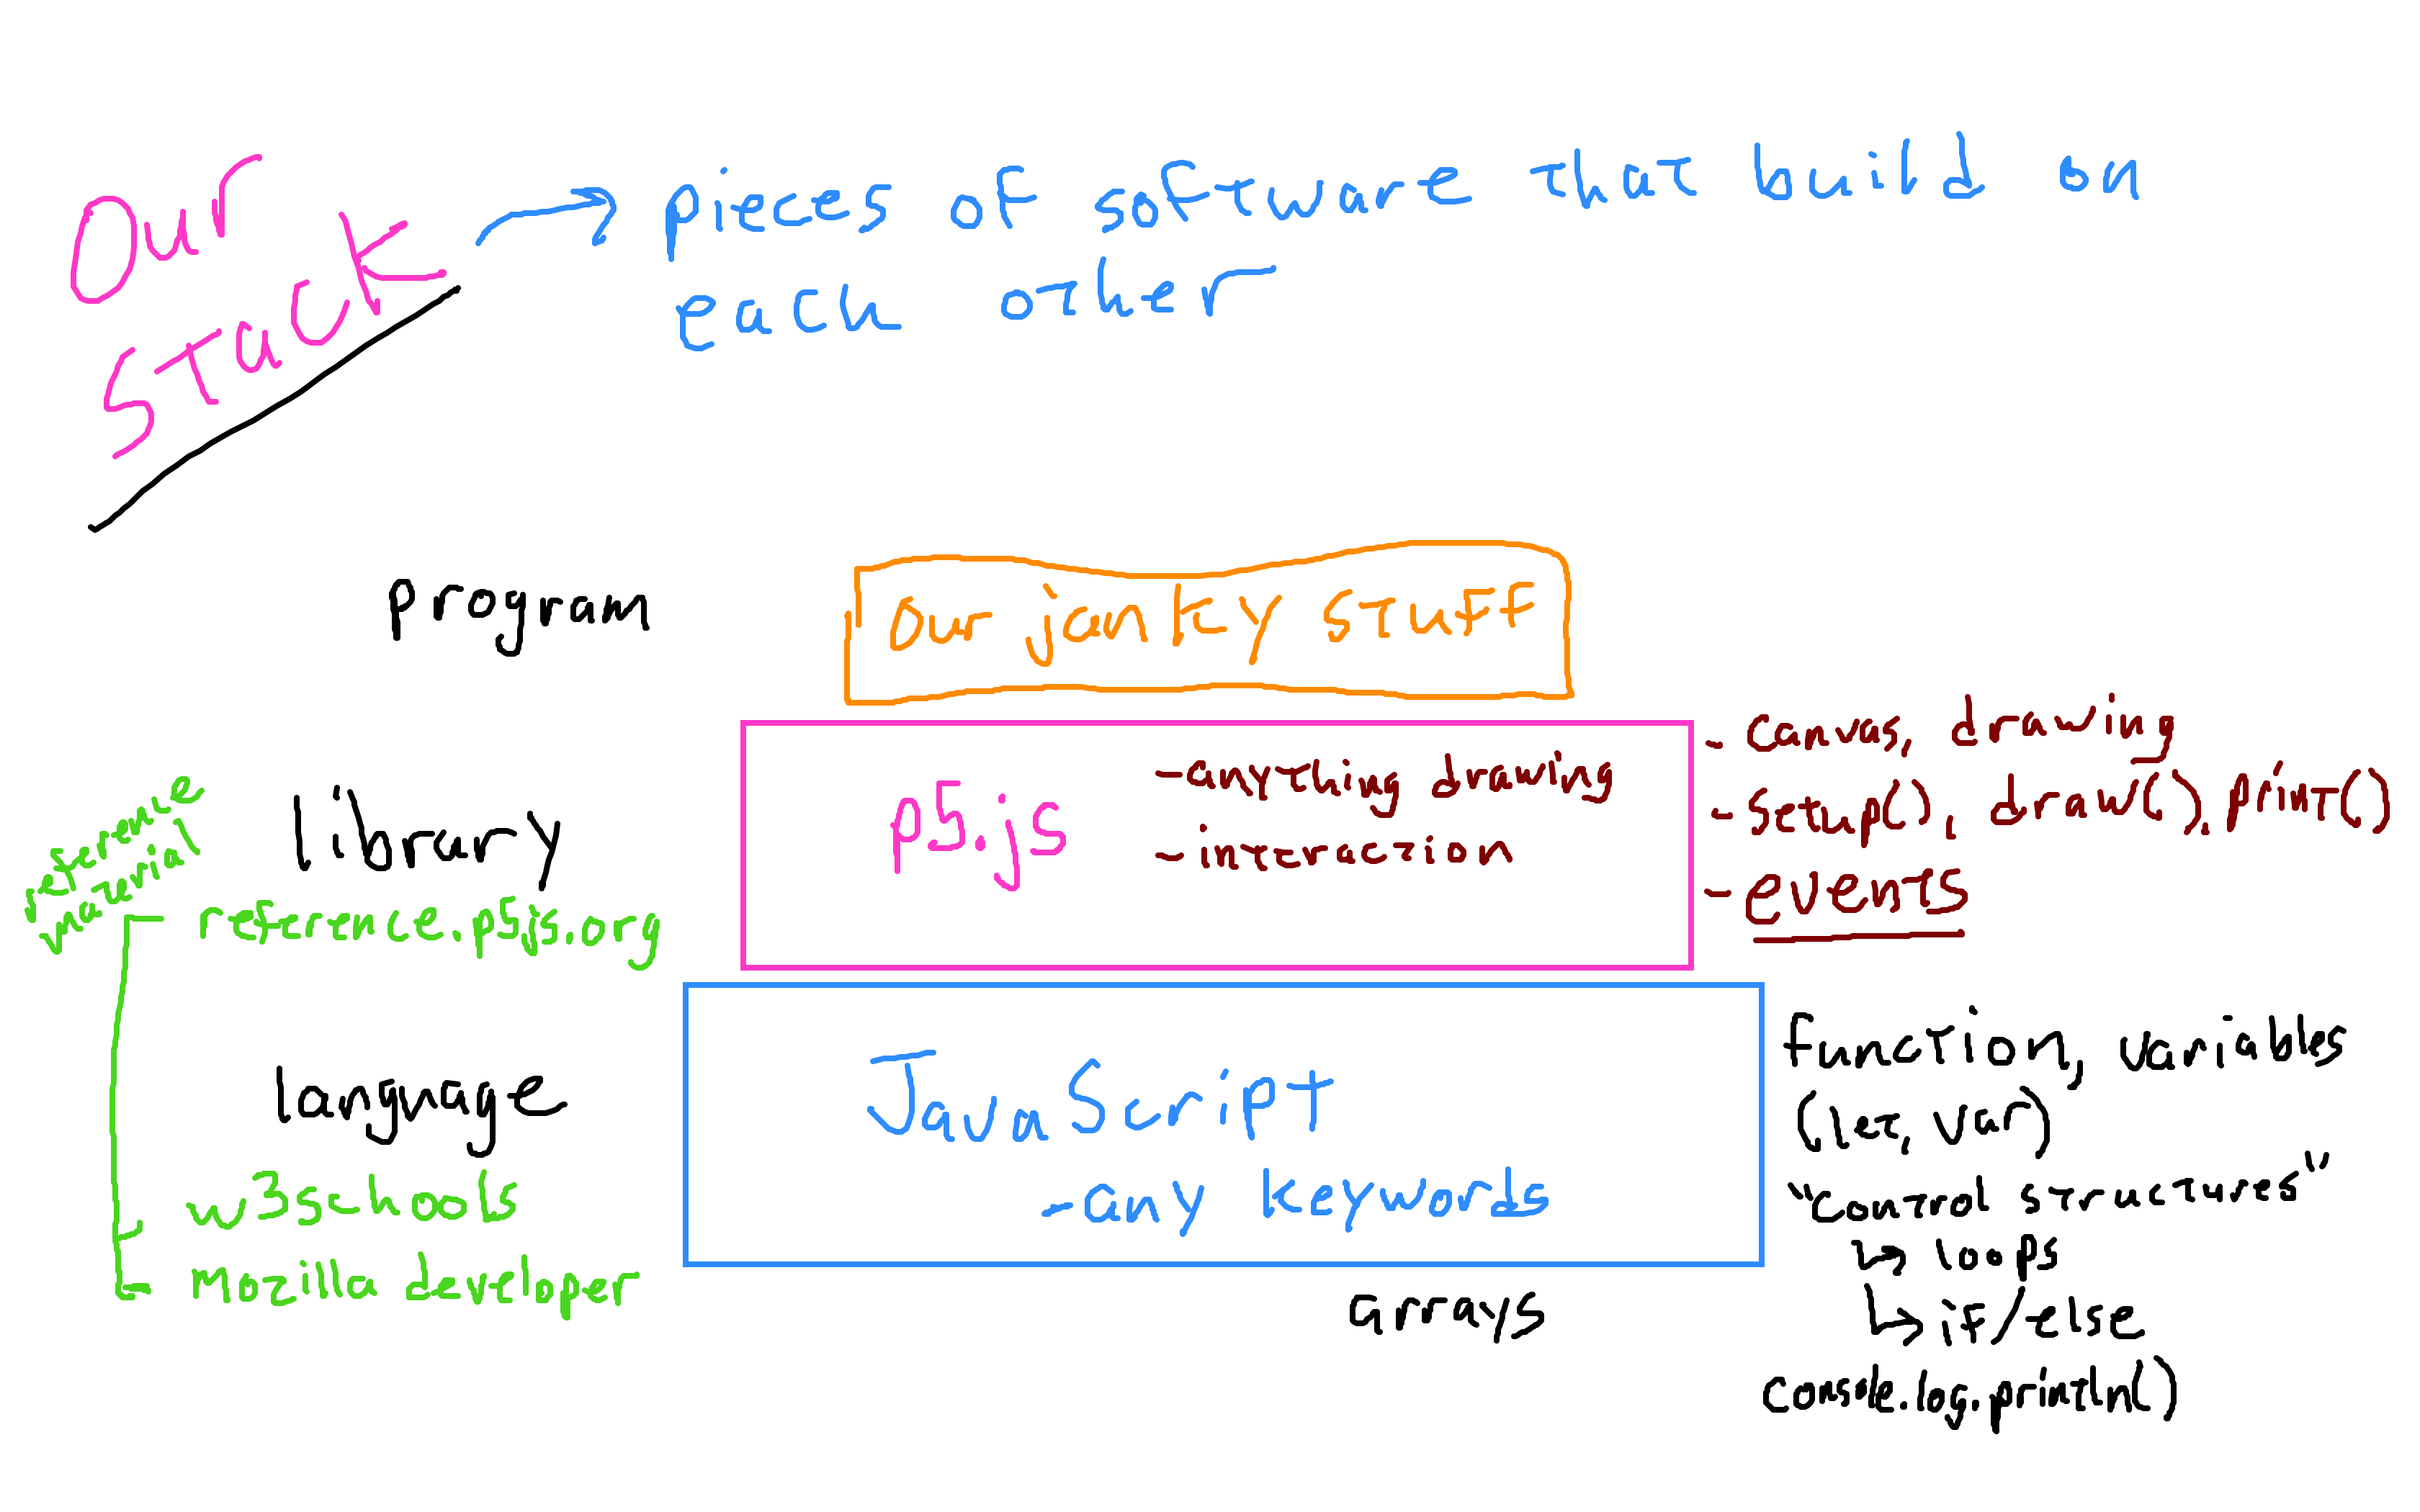 Our
Stack
pieces of software that build on
each other
program
Our janky stuff
library
p5.js
- anything drawing
- interaction
- canvas, drawing
- setup(), draw(), print()
- events
reference
material
reference.p5js.org
language
w3schools
mozilla developer
JavaScript
- any keywords
arrays
function, variables
(let, var)
"control structures"
loops
if/else
console.log.println()